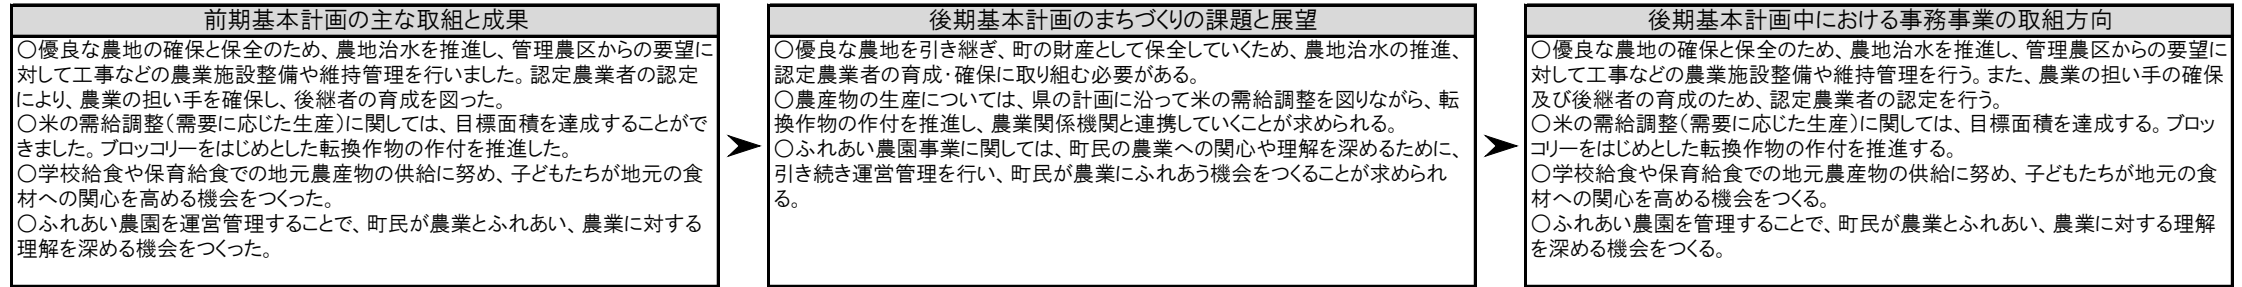 前期基本計画の主な取組と成果
○優良な農地の確保と保全のため、農地治水を推進し、管理農区からの要望に
対して工事などの農業施設整備や維持管理を行いました。認定農業者の認定
により、農業の担い手を確保し、後継者の育成を図った。
○米の需給調整（需要に応じた生産）に関しては、目標面積を達成することがで
きました。ブロッコリーをはじめとした転換作物の作付を推進した。
○学校給食や保育給食での地元農産物の供給に努め、子どもたちが地元の食
材への関心を高める機会をつくった。
○ふれあい農園を運営管理することで、町民が農業とふれあい、農業に対する
理解を深める機会をつくった。
後期基本計画のまちづくりの課題と展望
○優良な農地を引き継ぎ、町の財産として保全していくため、農地治水の推進、
認定農業者の育成・確保に取り組む必要がある。
○農産物の生産については、県の計画に沿って米の需給調整を図りながら、転
換作物の作付を推進し、農業関係機関と連携していくことが求められる。
○ふれあい農園事業に関しては、町民の農業への関心や理解を深めるために、
引き続き運営管理を行い、町民が農業にふれあう機会をつくることが求められ
る。
後期基本計画中における事務事業の取組方向
○優良な農地の確保と保全のため、農地治水を推進し、管理農区からの要望に
対して工事などの農業施設整備や維持管理を行う。また、農業の担い手の確保
及び後継者の育成のため、認定農業者の認定を行う。
○米の需給調整（需要に応じた生産）に関しては、目標面積を達成する。ブロッ
コリーをはじめとした転換作物の作付を推進する。
○学校給食や保育給食での地元農産物の供給に努め、子どもたちが地元の食
材への関心を高める機会をつくる。
○ふれあい農園を管理することで、町民が農業とふれあい、農業に対する理解
を深める機会をつくる。